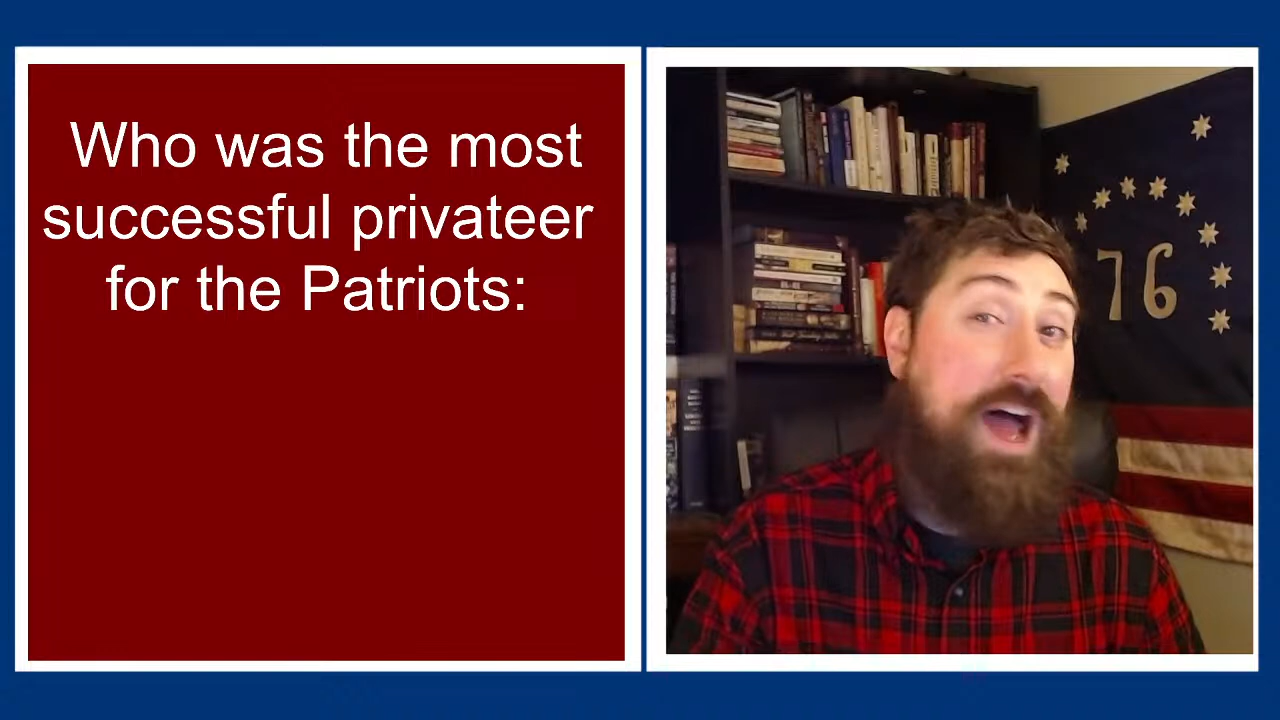 Who was the most
successful privateer
for the Patriots:
76